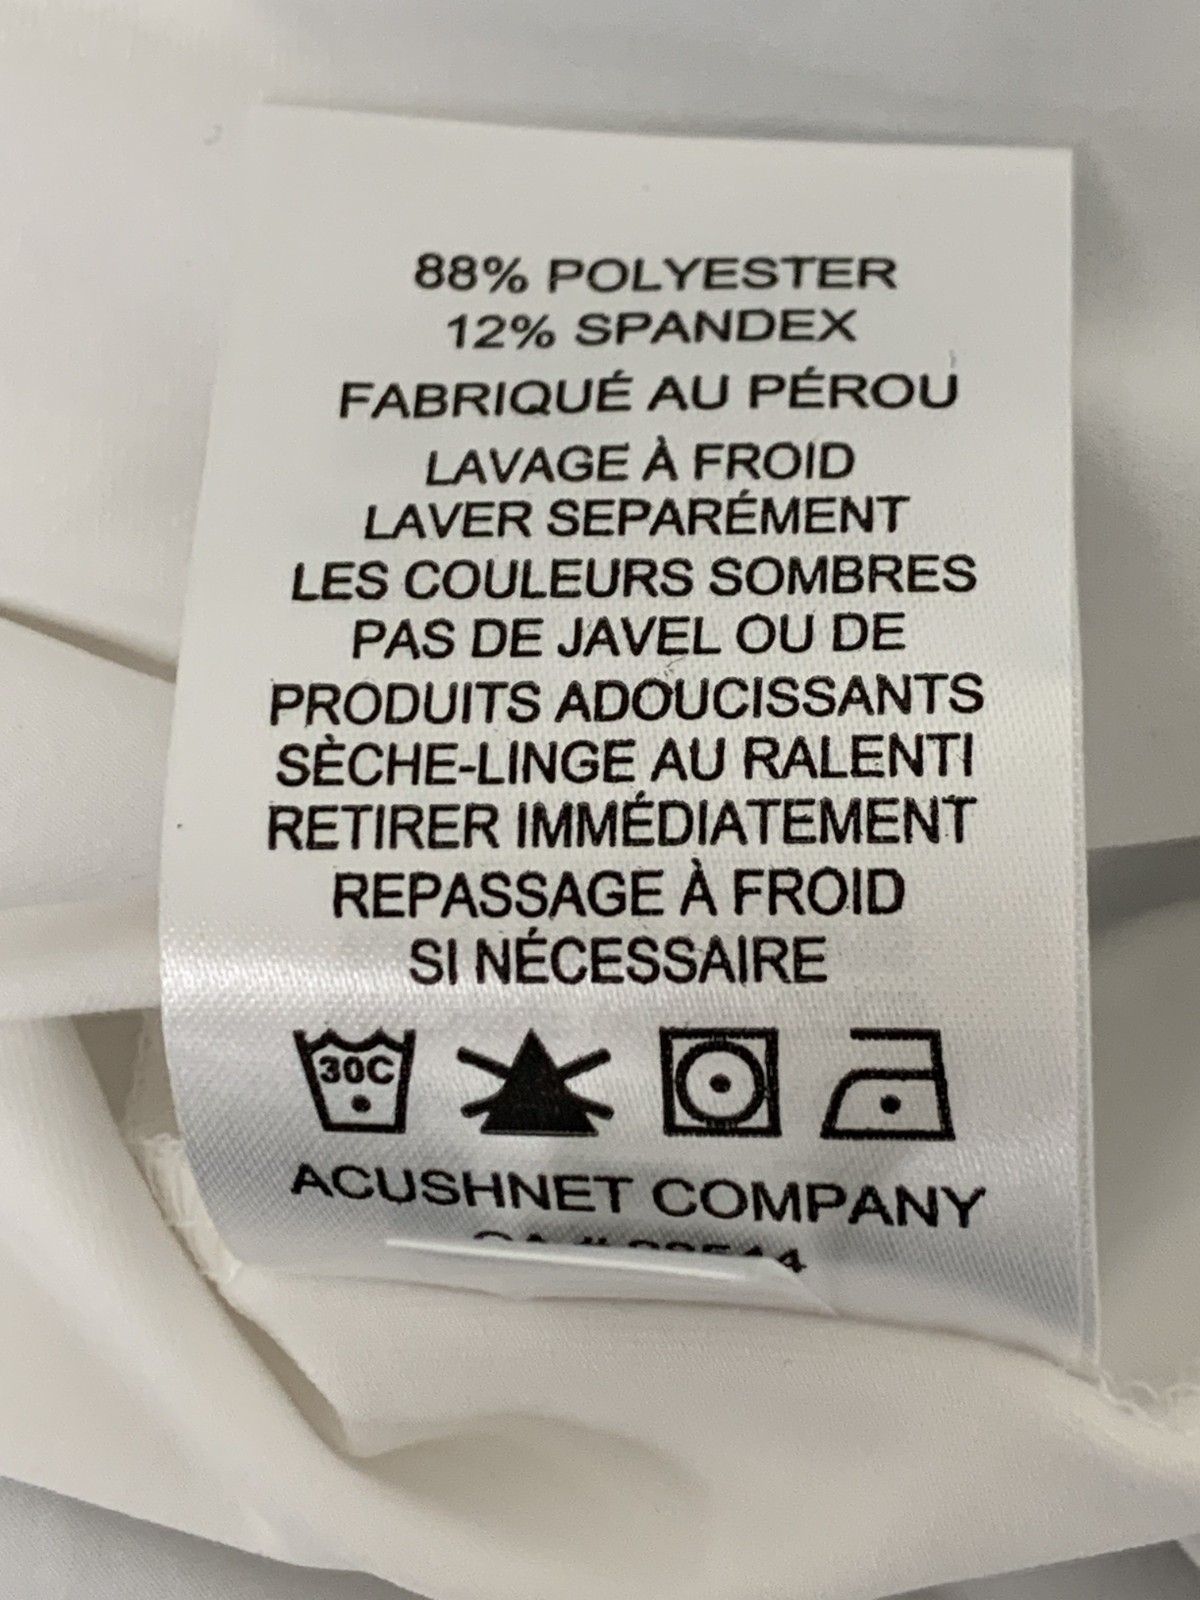 88% POLYESTER
12% SPANDEX
FABRIQUÉ AU PÉROU
LAVAGE À FROID
LAVER SEPARÉMENT
LES COULEURS SOMBRES
PAS DE JAVEL OU DE
PRODUITS ADOUCISSANTS
SÈCHE-LINGE AU RALENTI
RETIRER IMMÉDIATEMENT
REPASSAGE À FROID
SI NÉCESSAIRE
30C
ACUSHNET COMPANY